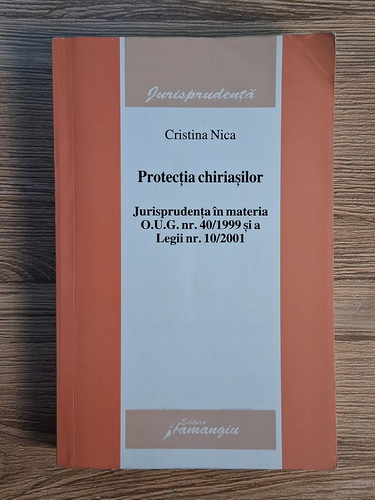 Jurisprudență
Cristina Nica
Protecția chiriașilor
Jurisprudența în materia
O.U.G. nr. 40/1999 și a
Legii nr. 10/2001
Editura
Hamangiu